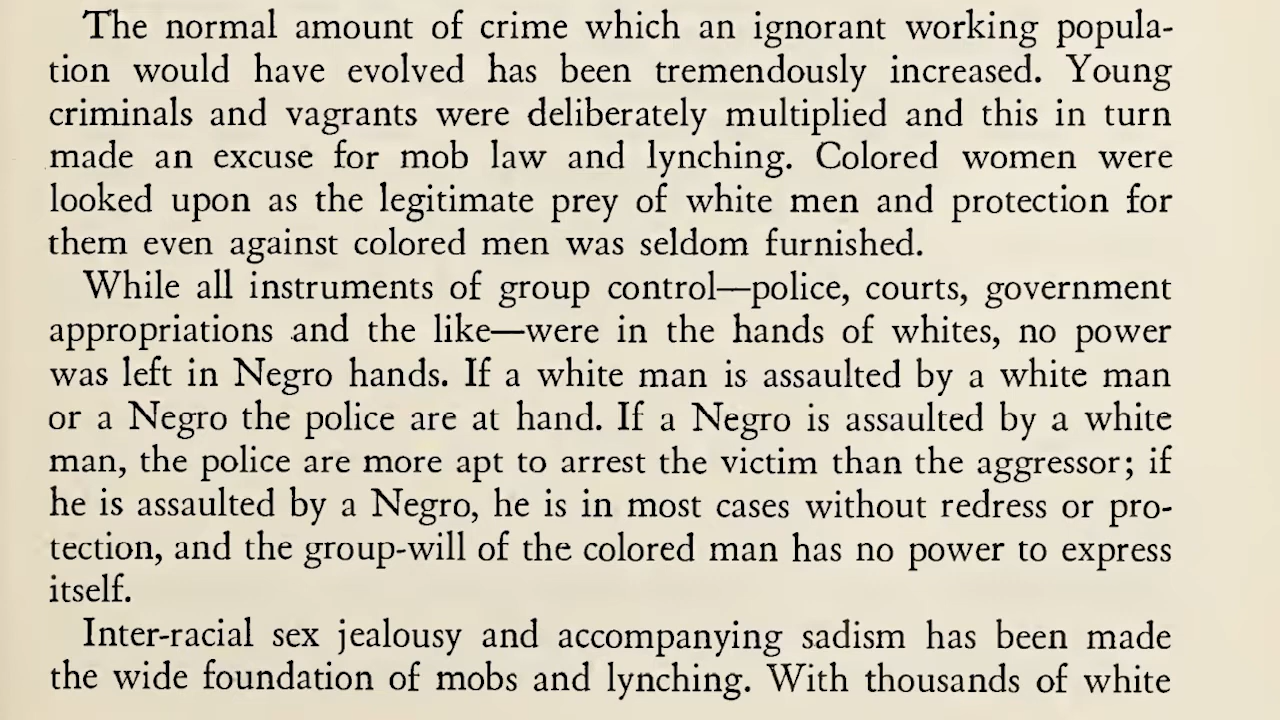 The normal amount of crime which an ignorant working popula-
tion would have evolved has been tremendously increased. Young
criminals and vagrants were deliberately multiplied and this in turn
made an excuse for mob law and lynching. Colored women were
looked upon as the legitimate prey of white men and protection for
them even against colored men was seldom furnished.
While all instruments of group control—police, courts, government
appropriations and the like—were in the hands of whites, no power
was left in Negro hands. If a white man is assaulted by a white man
or a Negro the police are at hand. If a Negro is assaulted by a white
man, the police are more apt to arrest the victim than the aggressor; if
he is assaulted by a Negro, he is in most cases without redress or pro-
tection, and the group-will of the colored man has no power to express
itself.
Inter-racial sex jealousy and accompanying sadism has been made
the wide foundation of mobs and lynching. With thousands of white